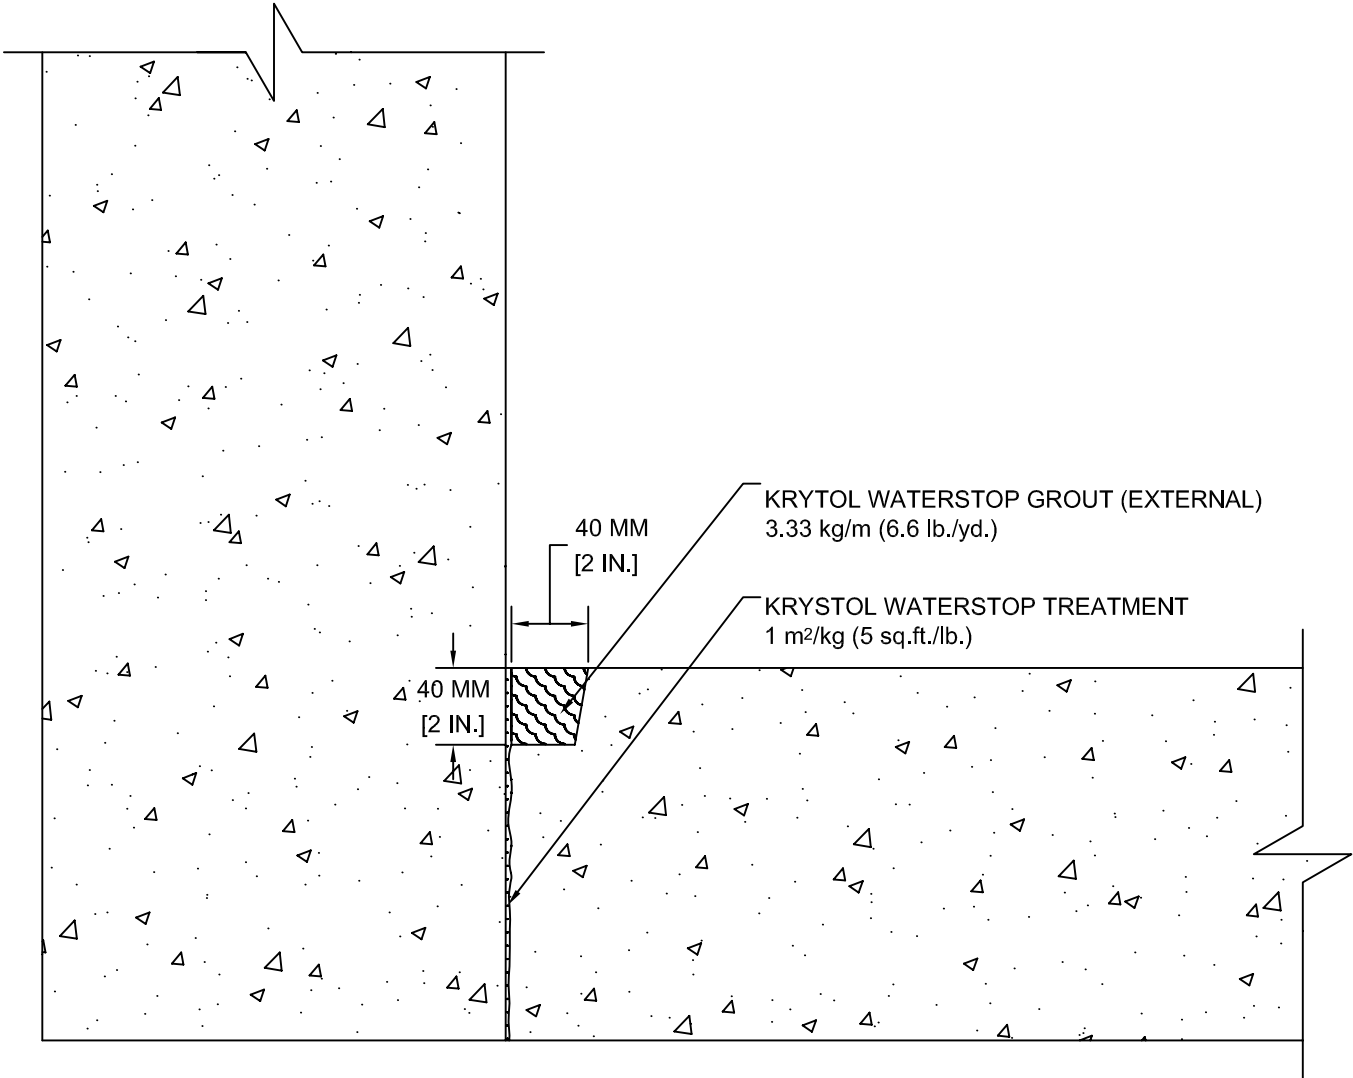 KRYTOL WATERSTOP GROUT (EXTERNAL)
3.33 kg/m (6.6 lb./yd.)
40 MM
[2 IN.]
KRYSTOL WATERSTOP TREATMENT
1 m²/kg (5 sq.ft./lb.)
40 MM
[2 IN.]